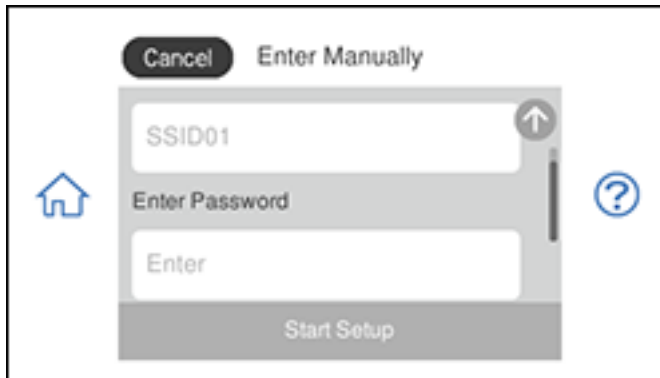 Cancel Enter Manually
SSID01
Enter Password
Enter
Start Setup